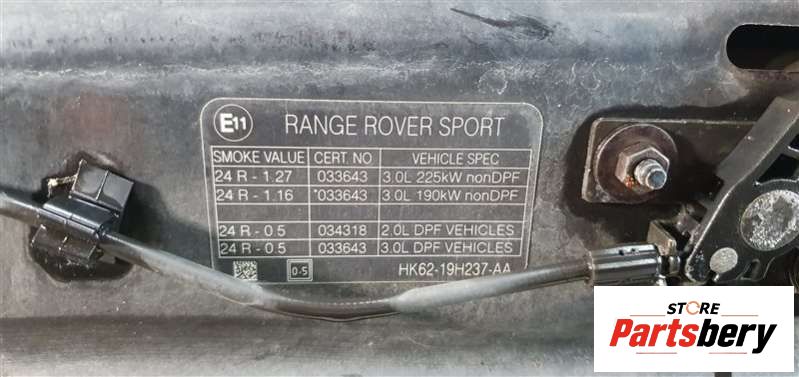 E11 RANGE ROVER SPORT
SMOKE VALUE CERT. NO VEHICLE SPEC
24 R - 1.27 033643 3.0L 225kW nonDPF
24 R - 1.16 *033643 3.0L 190kW nonDPF
24 R - 0.5 034318 2.0L DPF VEHICLES
24 R - 0.5 033643 3.0L DPF VEHICLES
0.5 HK62-19H237-AA
STORE
Partsbery